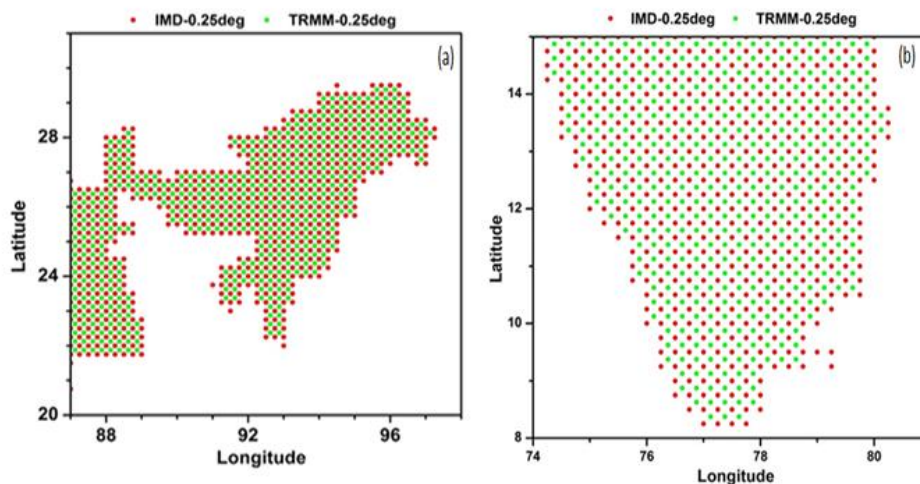 IMD-0.25deg TRMM-0.25deg
(a)
28
24
20
Latitude
88 92 96
Longitude
IMD-0.25deg TRMM-0.25deg
(b)
14
12
10
8
Latitude
74 76 78 80
Longitude